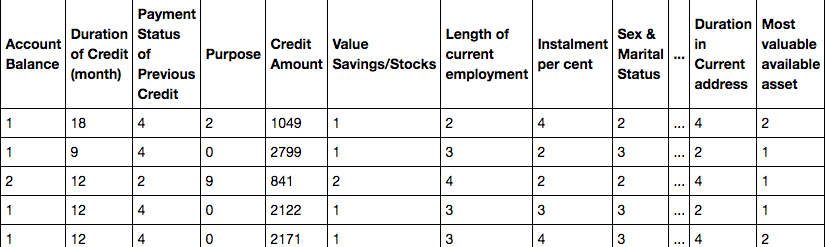 Account
Balance
Duration
of Credit
(month)
Payment
Status
of
Previous
Credit
Purpose
Credit
Amount
Value
Savings/Stocks
Length of
current
employment
Instalment
per cent
Sex &
Marital
Status
...
Duration
in
Current
address
Most
valuable
available
asset
1 18 4 2 1049 1 2 4 2 ... 4 2
1 9 4 0 2799 1 3 2 3 ... 2 1
2 12 2 9 841 2 4 2 2 ... 4 1
1 12 4 0 2122 1 3 3 3 ... 2 1
1 12 4 0 2171 1 3 4 3 ... 4 2